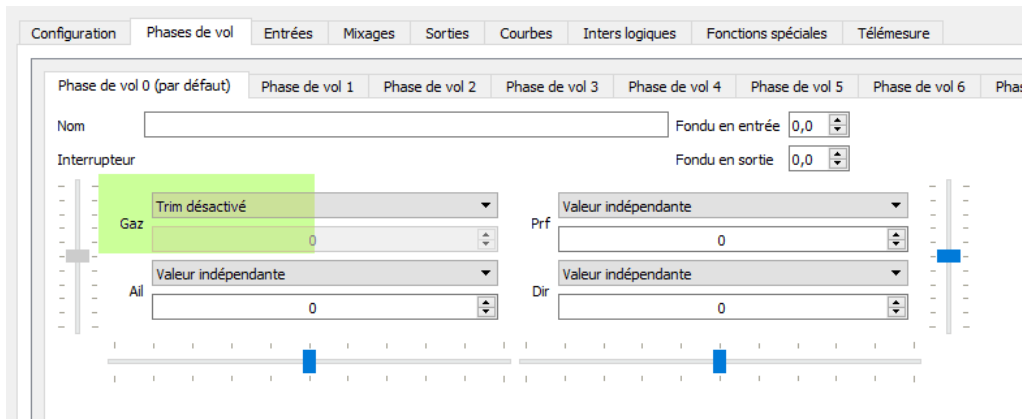 Configuration Phases de vol Entrées Mixages Sorties Courbes Inters logiques Fonctions spéciales Télémesure
Phase de vol 0 (par défaut) Phase de vol 1 Phase de vol 2 Phase de vol 3 Phase de vol 4 Phase de vol 5 Phase de vol 6 Phas
Nom Fondu en entrée 0,0
Interrupteur Fondu en sortie 0,0
Gaz Trim désactivé Prf Valeur indépendante
0 0
Ail Valeur indépendante Dir Valeur indépendante
0 0